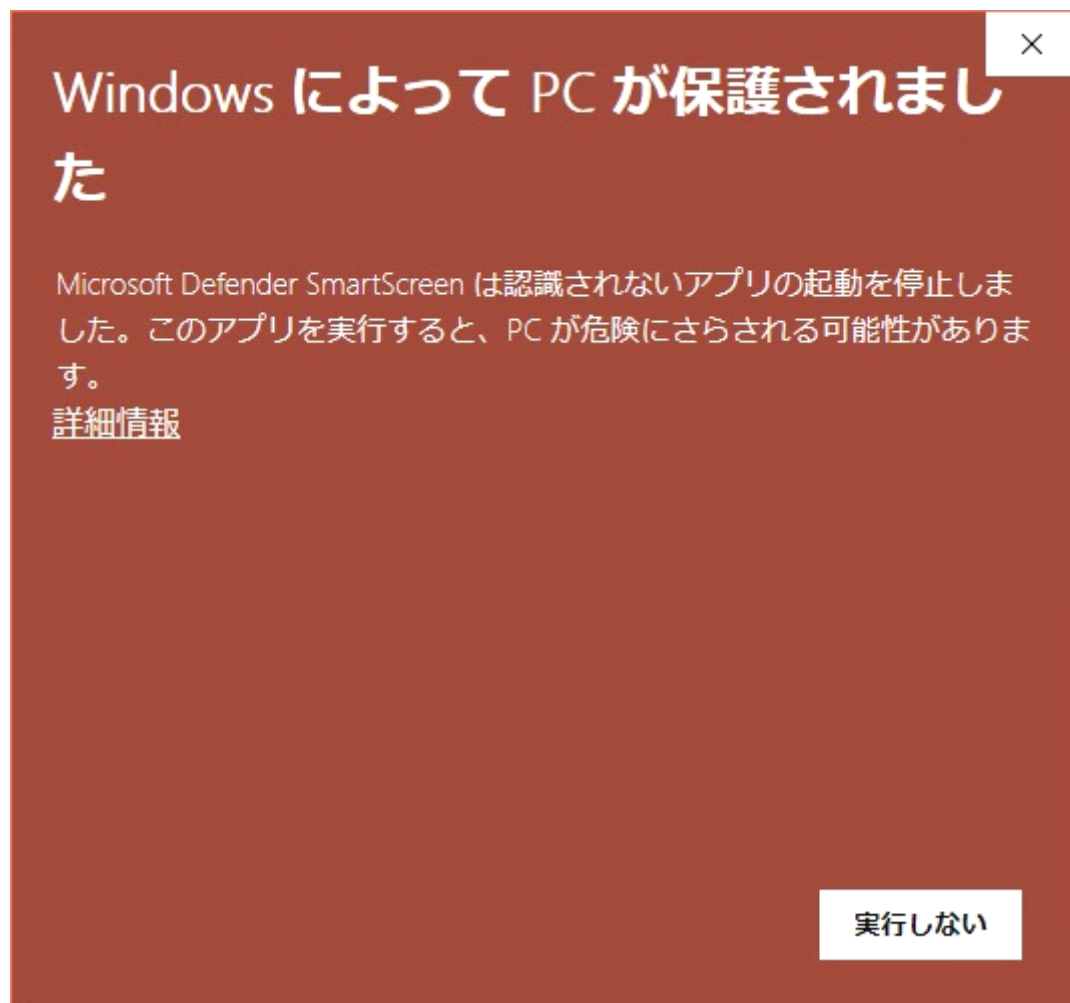 Windows によって PC が保護されまし
た
Microsoft Defender SmartScreen は認識されないアプリの起動を停止しま
した。このアプリを実行すると、PC が危険にさらされる可能性がありま
す。
詳細情報
実行しない